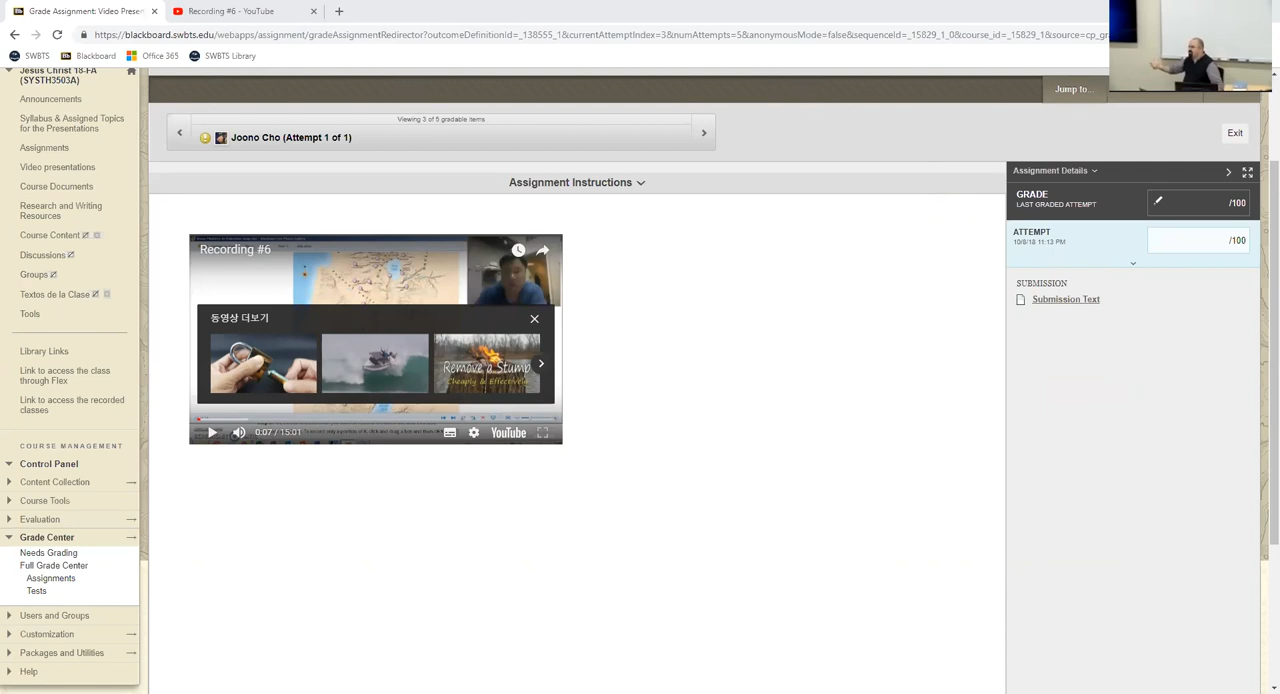 Grade Assignment: Video Presen
Recording #6 - YouTube
https://blackboard.swbts.edu/webapps/assignment/gradeAssignmentRedirector?outcomeDefinitionId=_138555_1&currentAttemptIndex=3&numAttempts=5&anonymousMode=false&sequenceId=_15829_1_0&course_id=_15829_1&source=cp_gr
SWBTS
Blackboard
Office 365
SWBTS Library
Jesus Christ 18-FA
(SYSTH3503A)
Announcements
Syllabus & Assigned Topics
for the Presentations
Assignments
Video presentations
Course Documents
Research and Writing
Resources
Course Content
Discussions
Groups
Textos de la Clase
Tools
Library Links
Link to access the class
through Flex
Link to access the recorded
classes
COURSE MANAGEMENT
Control Panel
Content Collection
Course Tools
Evaluation
Grade Center
Needs Grading
Full Grade Center
Assignments
Tests
Users and Groups
Customization
Packages and Utilities
Help
Jump to...
Viewing 3 of 5 gradable items
Joono Cho (Attempt 1 of 1)
Exit
Assignment Instructions
Recording #6
동영상 더보기
Remove a Stump
Cheaply & Effectively
0:07 / 15:01
YouTube
Assignment Details
GRADE
LAST GRADED ATTEMPT
/100
ATTEMPT
10/8/18 11:13 PM
/100
SUBMISSION
Submission Text